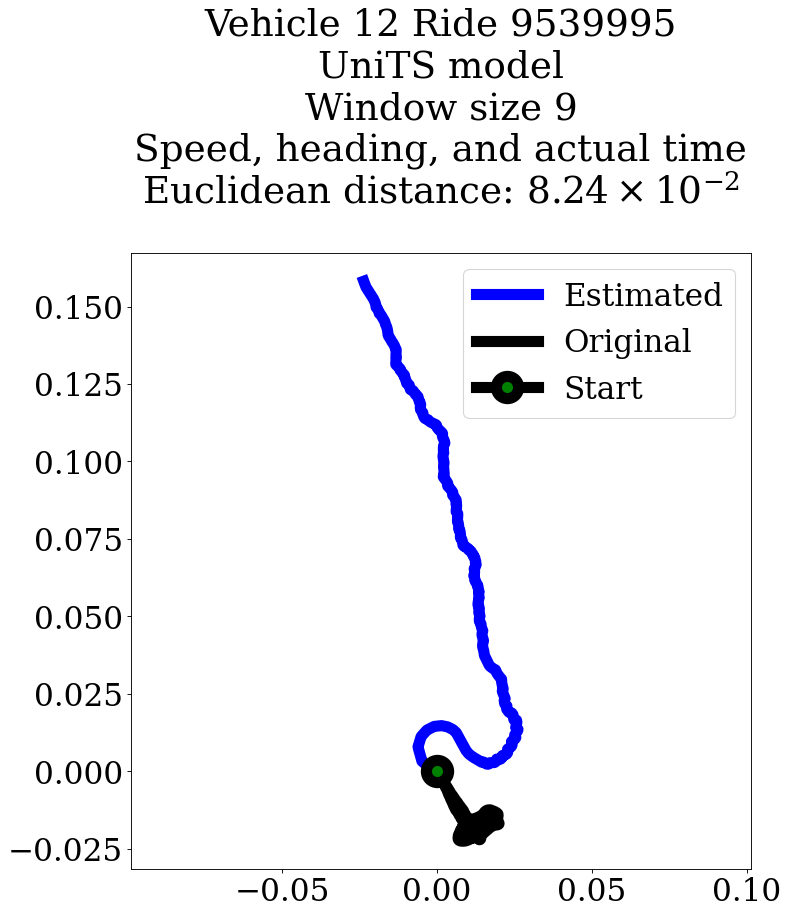 Vehicle 12 Ride 9539995
UniTS model
Window size 9
Speed, heading, and actual time
Euclidean distance: 8.24 × 10⁻²
Estimated
Original
Start
0.150
0.125
0.100
0.075
0.050
0.025
0.000
−0.025
−0.05 0.00 0.05 0.10